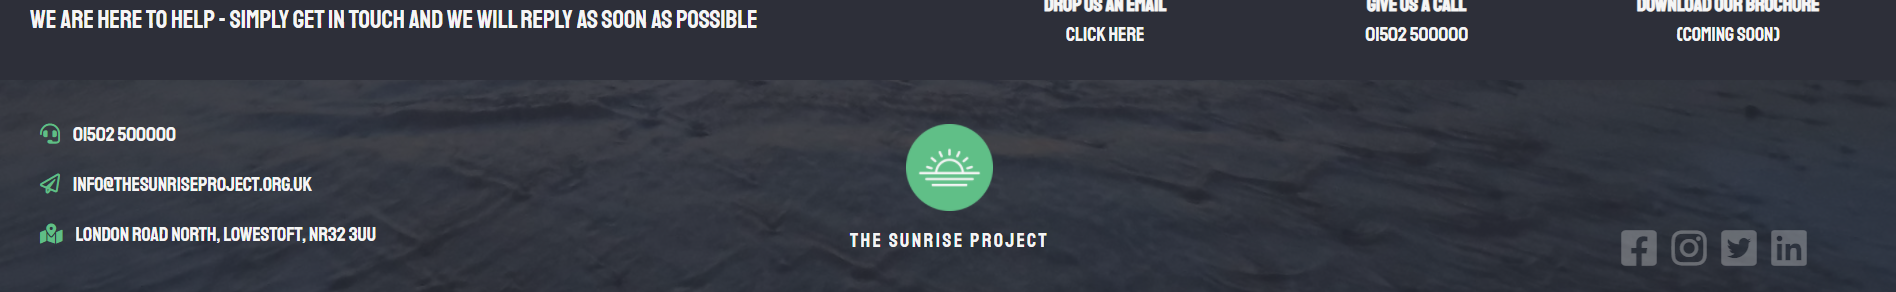 WE ARE HERE TO HELP - SIMPLY GET IN TOUCH AND WE WILL REPLY AS SOON AS POSSIBLE
DROP US AN EMAIL
CLICK HERE
GIVE US A CALL
01502 500000
DOWNLOAD OUR BROCHURE
(COMING SOON)
01502 500000
INFO@THESUNRISEPROJECT.ORG.UK
LONDON ROAD NORTH, LOWESTOFT, NR32 3UU
THE SUNRISE PROJECT